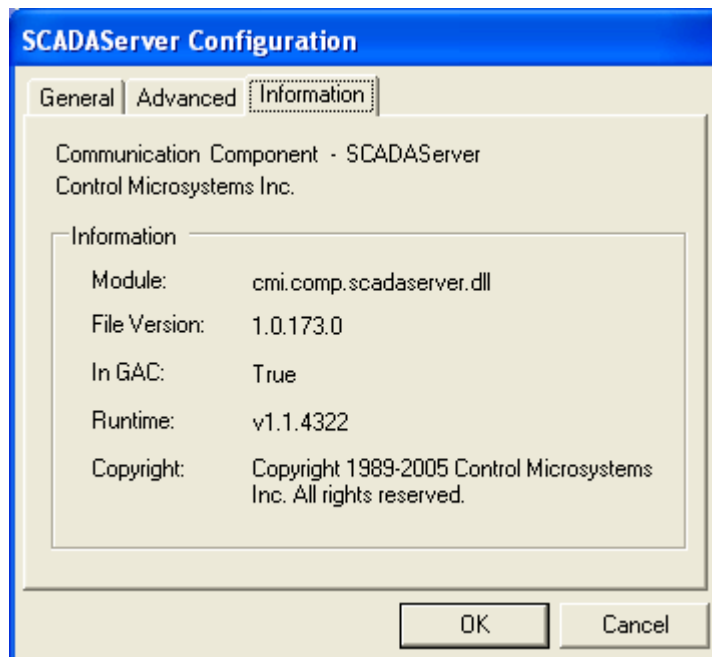 SCADAServer Configuration
General Advanced Information
Communication Component - SCADAServer
Control Microsystems Inc.
Information
Module: cmi.comp.scadaserver.dll
File Version: 1.0.173.0
In GAC: True
Runtime: v1.1.4322
Copyright: Copyright 1989-2005 Control Microsystems
Inc. All rights reserved.
OK Cancel